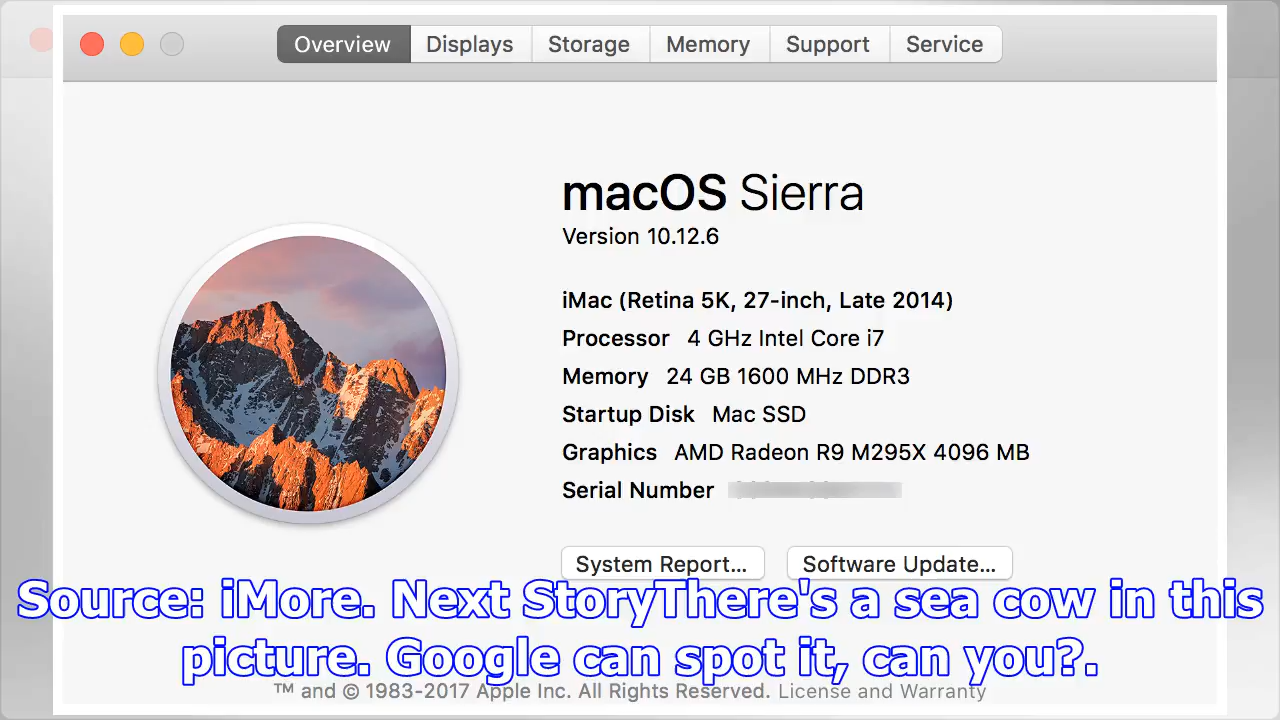 Overview Displays Storage Memory Support Service
macOS Sierra
Version 10.12.6
iMac (Retina 5K, 27-inch, Late 2014)
Processor 4 GHz Intel Core i7
Memory 24 GB 1600 MHz DDR3
Startup Disk Mac SSD
Graphics AMD Radeon R9 M295X 4096 MB
Serial Number
System Report... Software Update...
Source: iMore. Next StoryThere's a sea cow in this
picture. Google can spot it, can you?.
™ and © 1983-2017 Apple Inc. All Rights Reserved. License and Warranty